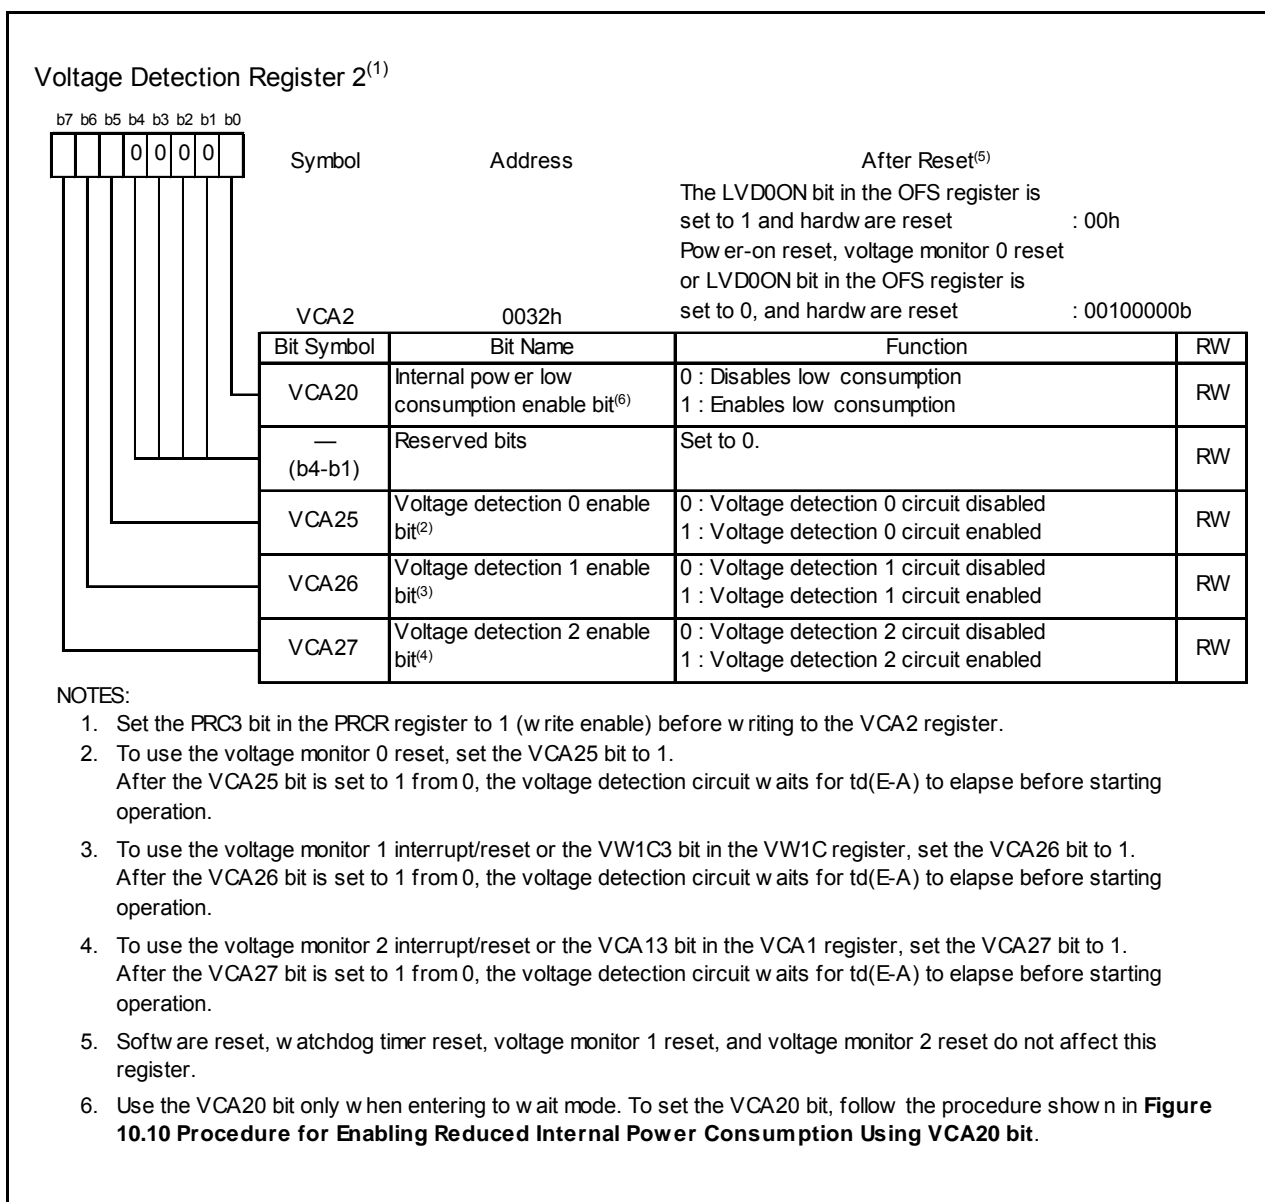 Voltage Detection Register 2(1)
b7 b6 b5 b4 b3 b2 b1 b0
0 0 0 0
Symbol Address After Reset(5)
The LVD0ON bit in the OFS register is
set to 1 and hardware reset : 00h
Power-on reset, voltage monitor 0 reset
or LVD0ON bit in the OFS register is
VCA2 0032h set to 0, and hardware reset : 00100000b
Bit Symbol Bit Name Function RW
VCA20 Internal power low consumption enable bit(6) 0 : Disables low consumption RW
1 : Enables low consumption
— (b4-b1) Reserved bits Set to 0. RW
VCA25 Voltage detection 0 enable bit(2) 0 : Voltage detection 0 circuit disabled RW
1 : Voltage detection 0 circuit enabled
VCA26 Voltage detection 1 enable bit(3) 0 : Voltage detection 1 circuit disabled RW
1 : Voltage detection 1 circuit enabled
VCA27 Voltage detection 2 enable bit(4) 0 : Voltage detection 2 circuit disabled RW
1 : Voltage detection 2 circuit enabled
NOTES:
1. Set the PRC3 bit in the PRCR register to 1 (write enable) before writing to the VCA2 register.
2. To use the voltage monitor 0 reset, set the VCA25 bit to 1.
After the VCA25 bit is set to 1 from 0, the voltage detection circuit waits for td(E-A) to elapse before starting
operation.
3. To use the voltage monitor 1 interrupt/reset or the VW1C3 bit in the VW1C register, set the VCA26 bit to 1.
After the VCA26 bit is set to 1 from 0, the voltage detection circuit waits for td(E-A) to elapse before starting
operation.
4. To use the voltage monitor 2 interrupt/reset or the VCA13 bit in the VCA1 register, set the VCA27 bit to 1.
After the VCA27 bit is set to 1 from 0, the voltage detection circuit waits for td(E-A) to elapse before starting
operation.
5. Software reset, watchdog timer reset, voltage monitor 1 reset, and voltage monitor 2 reset do not affect this
register.
6. Use the VCA20 bit only when entering to wait mode. To set the VCA20 bit, follow the procedure shown in Figure
10.10 Procedure for Enabling Reduced Internal Power Consumption Using VCA20 bit.